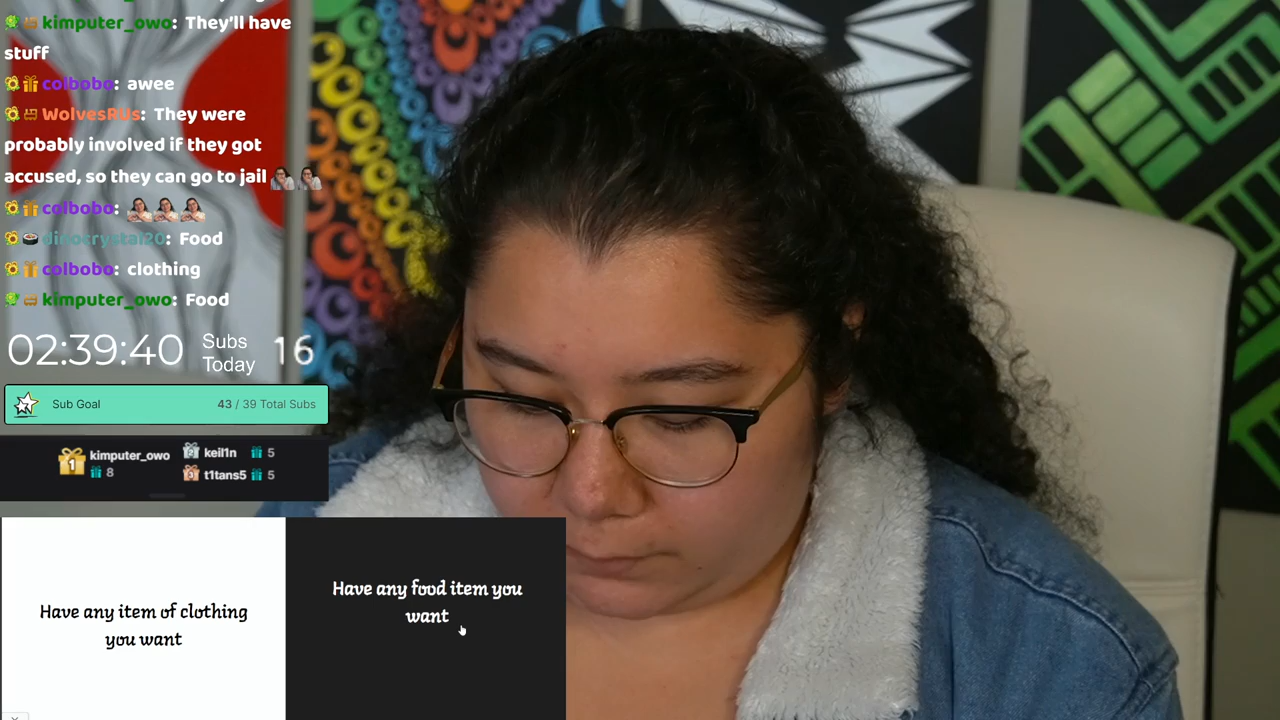 kimputer_owo: They'll have
stuff
colbobo: awee
WolvesRUs: They were
probably involved if they got
accused, so they can go to jail
colbobo:
dinocrystal20: Food
colbobo: clothing
kimputer_owo: Food
02:39:40
Subs
Today
16
Sub Goal
43 / 39 Total Subs
1
kimputer_owo
8
keil1n
5
t1tans5
5
Have any item of clothing
you want
Have any food item you
want